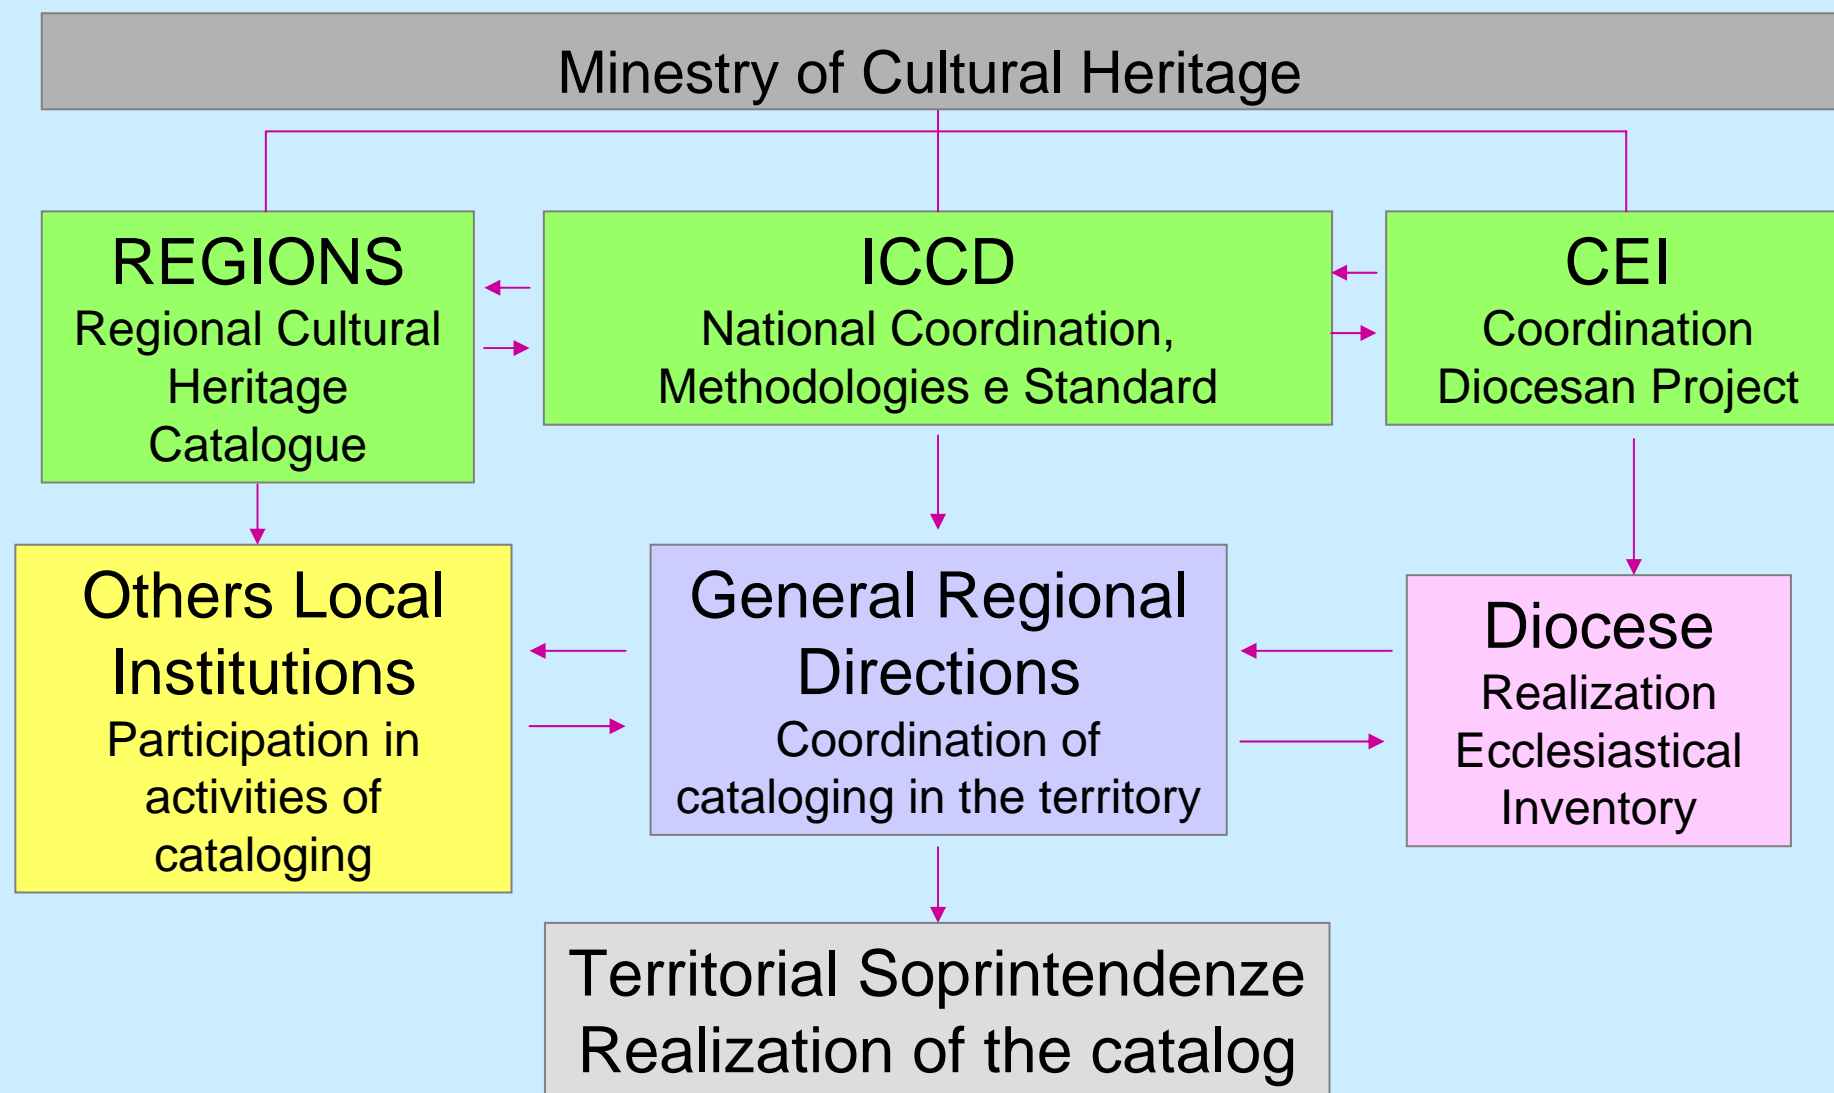 Minestry of Cultural Heritage
REGIONS
Regional Cultural
Heritage
Catalogue
ICCD
National Coordination,
Methodologies e Standard
CEI
Coordination
Diocesan Project
Others Local
Institutions
Participation in
activities of
cataloging
General Regional
Directions
Coordination of
cataloging in the territory
Diocese
Realization
Ecclesiastical
Inventory
Territorial Soprintendenze
Realization of the catalog